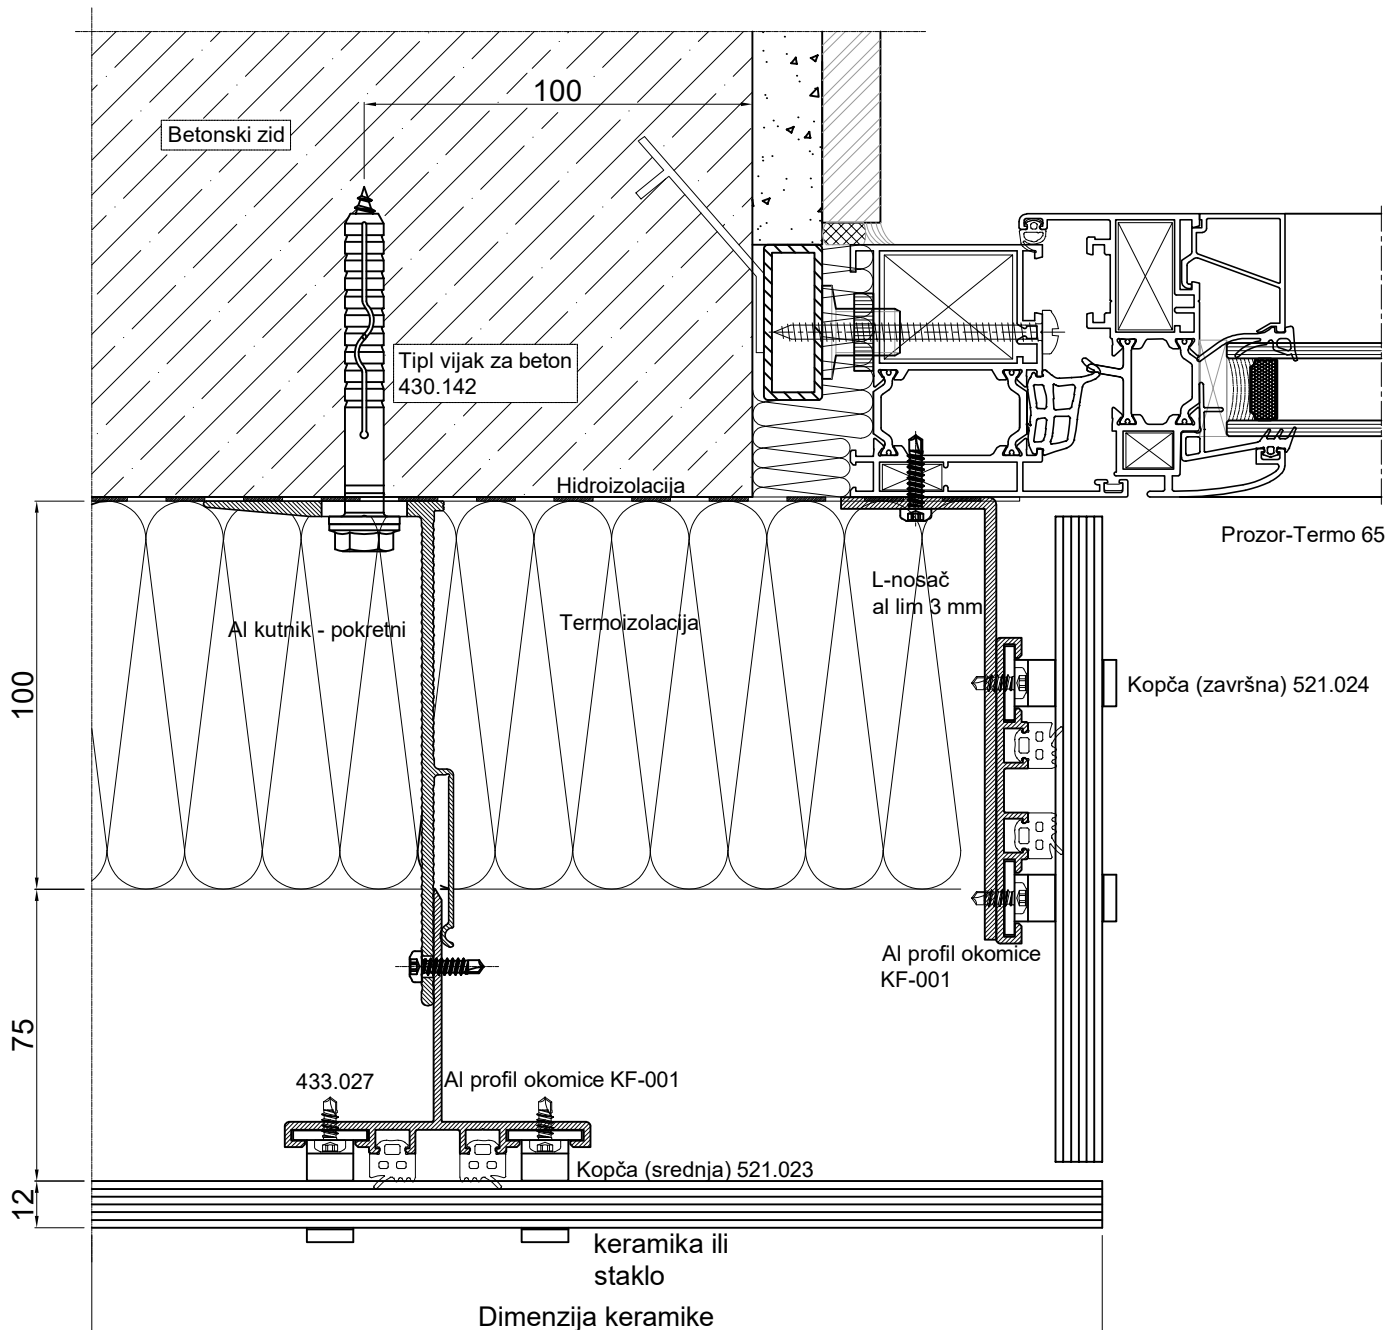 100
Betonski zid
Tipl vijak za beton
430.142
Hidroizolacija
Prozor-Termo 65
L-nosač
al lim 3 mm
Al kutnik - pokretni
Termoizolacija
100
Kopča (završna) 521.024
Al profil okomice
KF-001
75
433.027
Al profil okomice KF-001
Kopča (srednja) 521.023
12
keramika ili
staklo
Dimenzija keramike